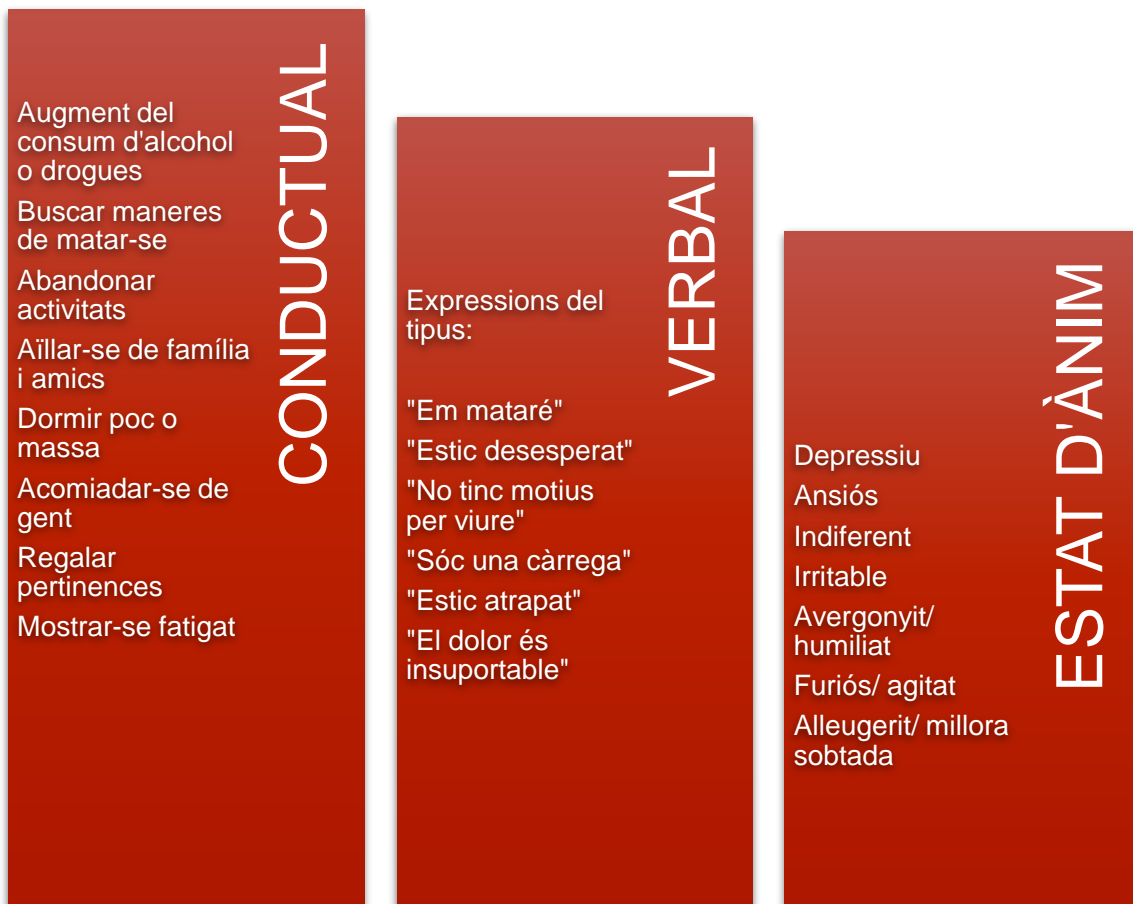 CONDUCTUAL
Augment del
consum d'alcohol
o drogues
Buscar maneres
de matar-se
Abandonar
activitats
Aïllar-se de família
i amics
Dormir poc o
massa
Acomiadar-se de
gent
Regalar
pertinences
Mostrar-se fatigat
VERBAL
Expressions del
tipus:
"Em mataré"
"Estic desesperat"
"No tinc motius
per viure"
"Sóc una càrrega"
"Estic atrapat"
"El dolor és
insuportable"
ESTAT D'ÀNIM
Depressiu
Ansiós
Indiferent
Irritable
Avergonyit/
humiliat
Furiós/ agitat
Alleugerit/ millora
sobtada